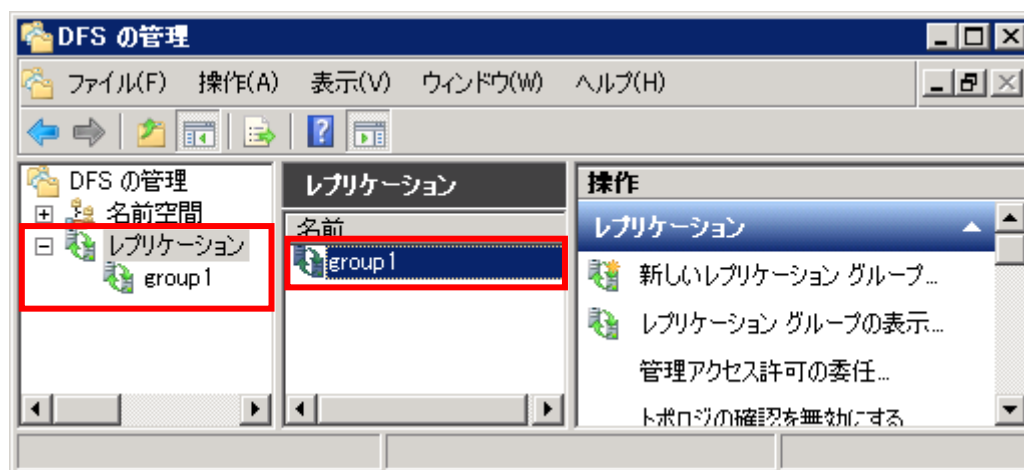 DFS の管理
ファイル(F) 操作(A) 表示(V) ウィンドウ(W) ヘルプ(H)
DFS の管理
名前空間
レプリケーション
group1
レプリケーション
名前
group1
操作
レプリケーション
新しいレプリケーション グループ...
レプリケーション グループの表示...
管理アクセス許可の委任...
トポロジの確認を無効にする